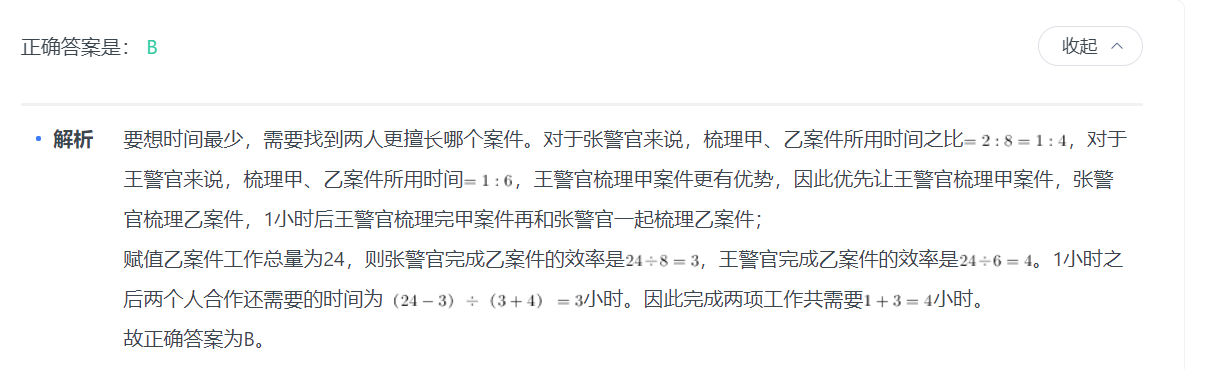 正确答案是： B
收起
解析 要想时间最少，需要找到两人更擅长哪个案件。对于张警官来说，梳理甲、乙案件所用时间之比= 2 : 8 = 1 : 4，对于
王警官来说，梳理甲、乙案件所用时间= 1 : 6，王警官梳理甲案件更有优势，因此优先让王警官梳理甲案件，张警
官梳理乙案件，1小时后王警官梳理完甲案件再和张警官一起梳理乙案件；
赋值乙案件工作总量为24，则张警官完成乙案件的效率是24÷8 = 3，王警官完成乙案件的效率是24÷6 = 4。1小时之
后两个人合作还需要的时间为（24 − 3）÷（3 + 4）= 3小时。因此完成两项工作共需要1 + 3 = 4小时。
故正确答案为B。